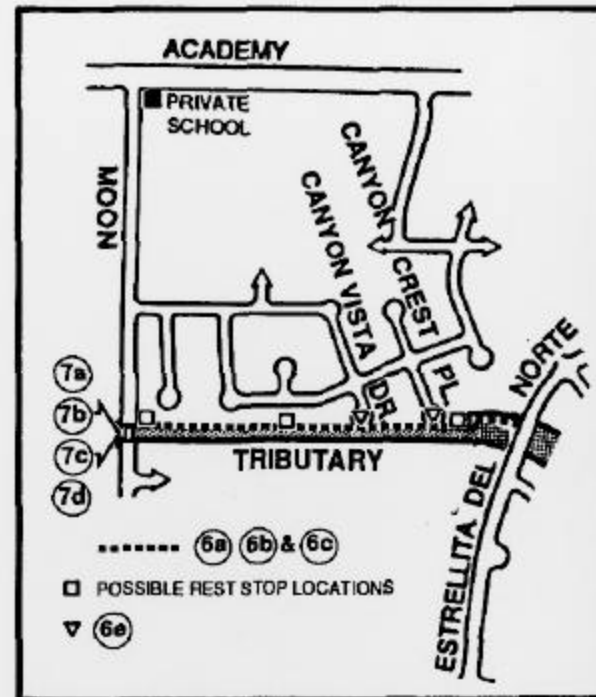 ACADEMY
PRIVATE
SCHOOL
MOON
CANYON CREST PL
CANYON VISTA DR
ESTRELLITA DEL NORTE
7a
7b
7c
7d
TRIBUTARY
6a 6b & 6c
POSSIBLE REST STOP LOCATIONS
6e